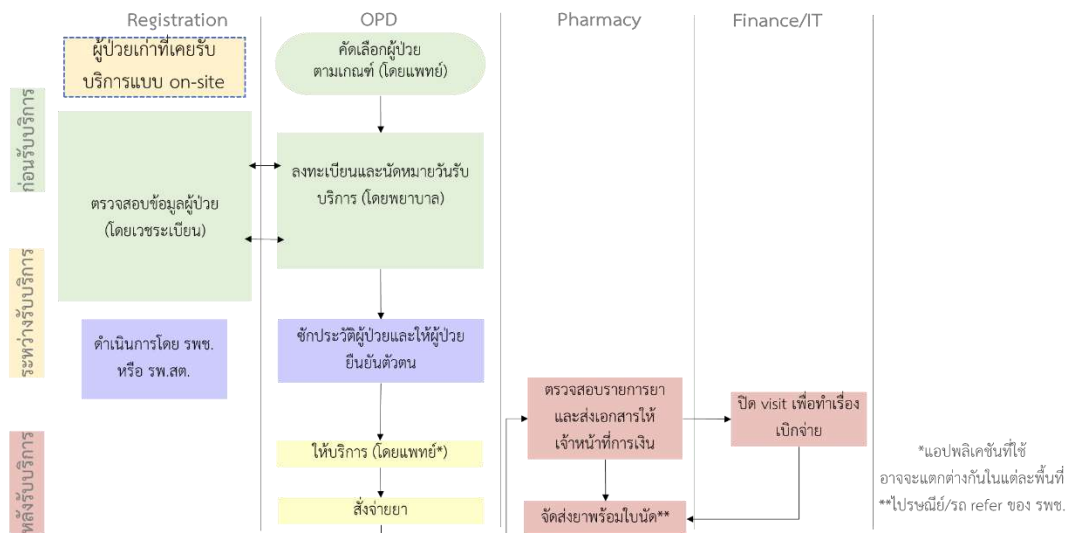 Registration
OPD
Pharmacy
Finance/IT
ผู้ป่วยเก่าที่เคยรับ
บริการแบบ on-site
คัดเลือกผู้ป่วย
ตามเกณฑ์ (โดยแพทย์)
ก่อนรับบริการ
ตรวจสอบข้อมูลผู้ป่วย
(โดยเวชระเบียน)
ลงทะเบียนและนัดหมายวันรับ
บริการ (โดยพยาบาล)
ระหว่างรับบริการ
ดำเนินการโดย รพช.
หรือ รพ.สต.
ซักประวัติผู้ป่วยและให้ผู้ป่วย
ยืนยันตัวตน
ให้บริการ (โดยแพทย์*)
สั่งจ่ายยา
หลังรับบริการ
ตรวจสอบรายการยา
และส่งเอกสารให้
เจ้าหน้าที่การเงิน
ปิด visit เพื่อทำเรื่อง
เบิกจ่าย
จัดส่งยาพร้อมใบนัด**
*แอปพลิเคชันที่ใช้
อาจจะแตกต่างกันในแต่ละพื้นที่
**ไปรษณีย์/รถ refer ของ รพช.